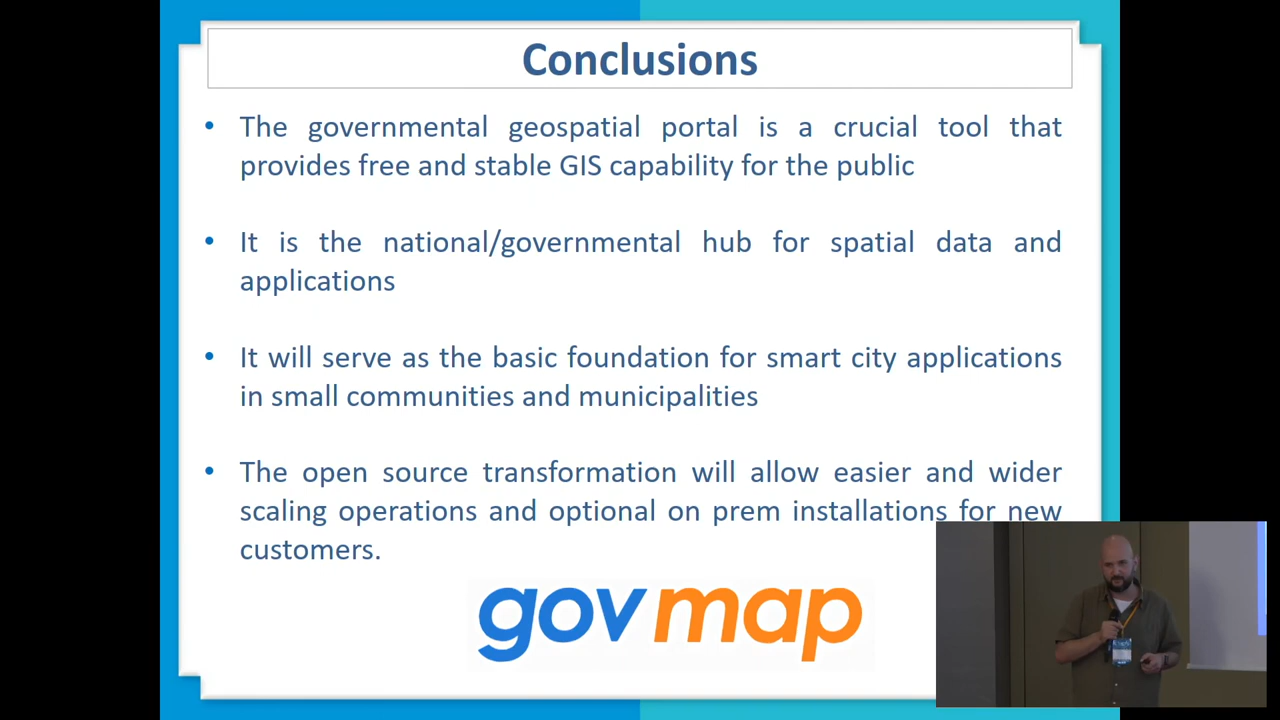 Conclusions
• The governmental geospatial portal is a crucial tool that
provides free and stable GIS capability for the public
• It is the national/governmental hub for spatial data and
applications
• It will serve as the basic foundation for smart city applications
in small communities and municipalities
• The open source transformation will allow easier and wider
scaling operations and optional on prem installations for new
customers.
govmap